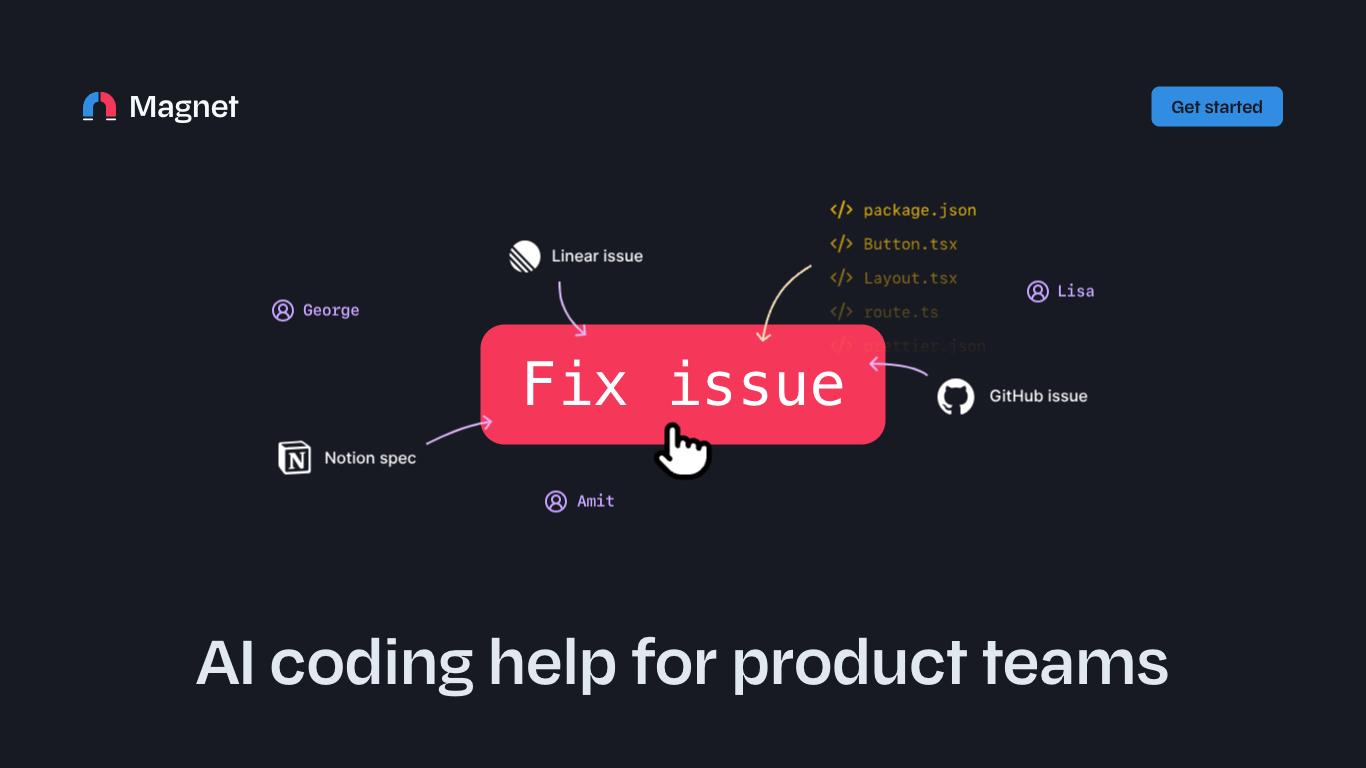 Magnet
Get started
package.json
Button.tsx
Linear issue
Layout.tsx
Lisa
George
route.ts
prettier.json
Fix issue
GitHub issue
Notion spec
Amit
AI coding help for product teams